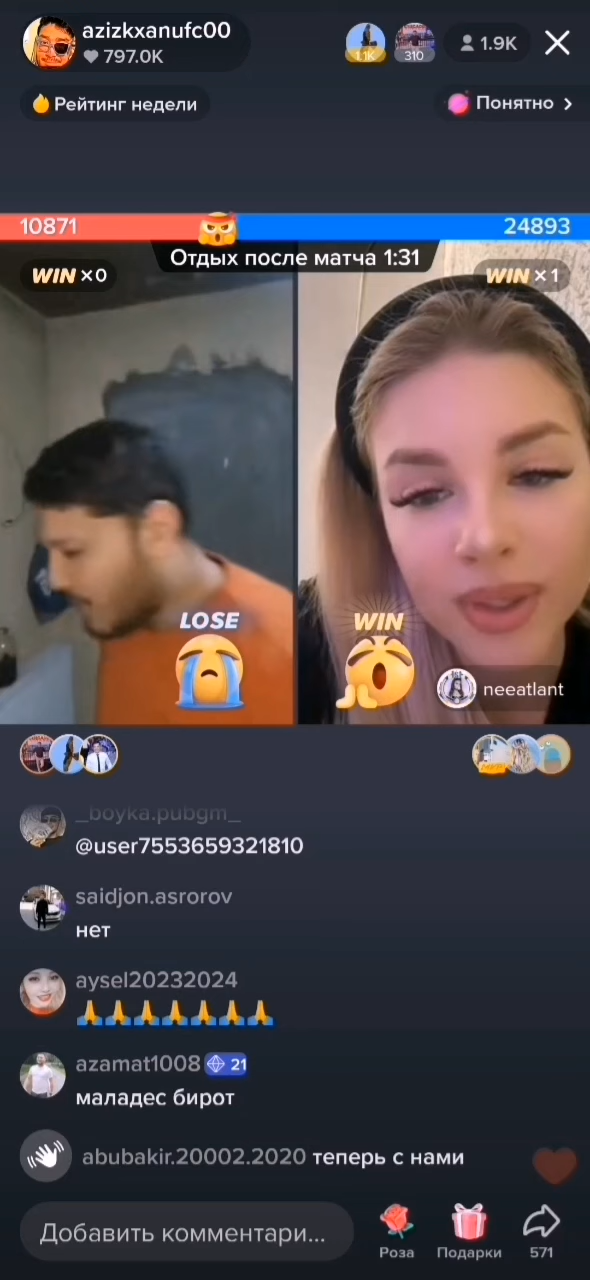 azizkxanufc00
797.0K
1.1K
310
1.9K
Рейтинг недели
Понятно
10871
24893
Отдых после матча 1:31
WIN ×0
WIN ×1
LOSE
WIN
neeatlant
_boyka.pubgm_
@user7553659321810
saidjon.asrorov
нет
aysel20232024
🙏🙏🙏🙏🙏🙏🙏
azamat1008 21
маладес бирот
abubakir.20002.2020 теперь с нами
Добавить комментари...
Роза
Подарки
571